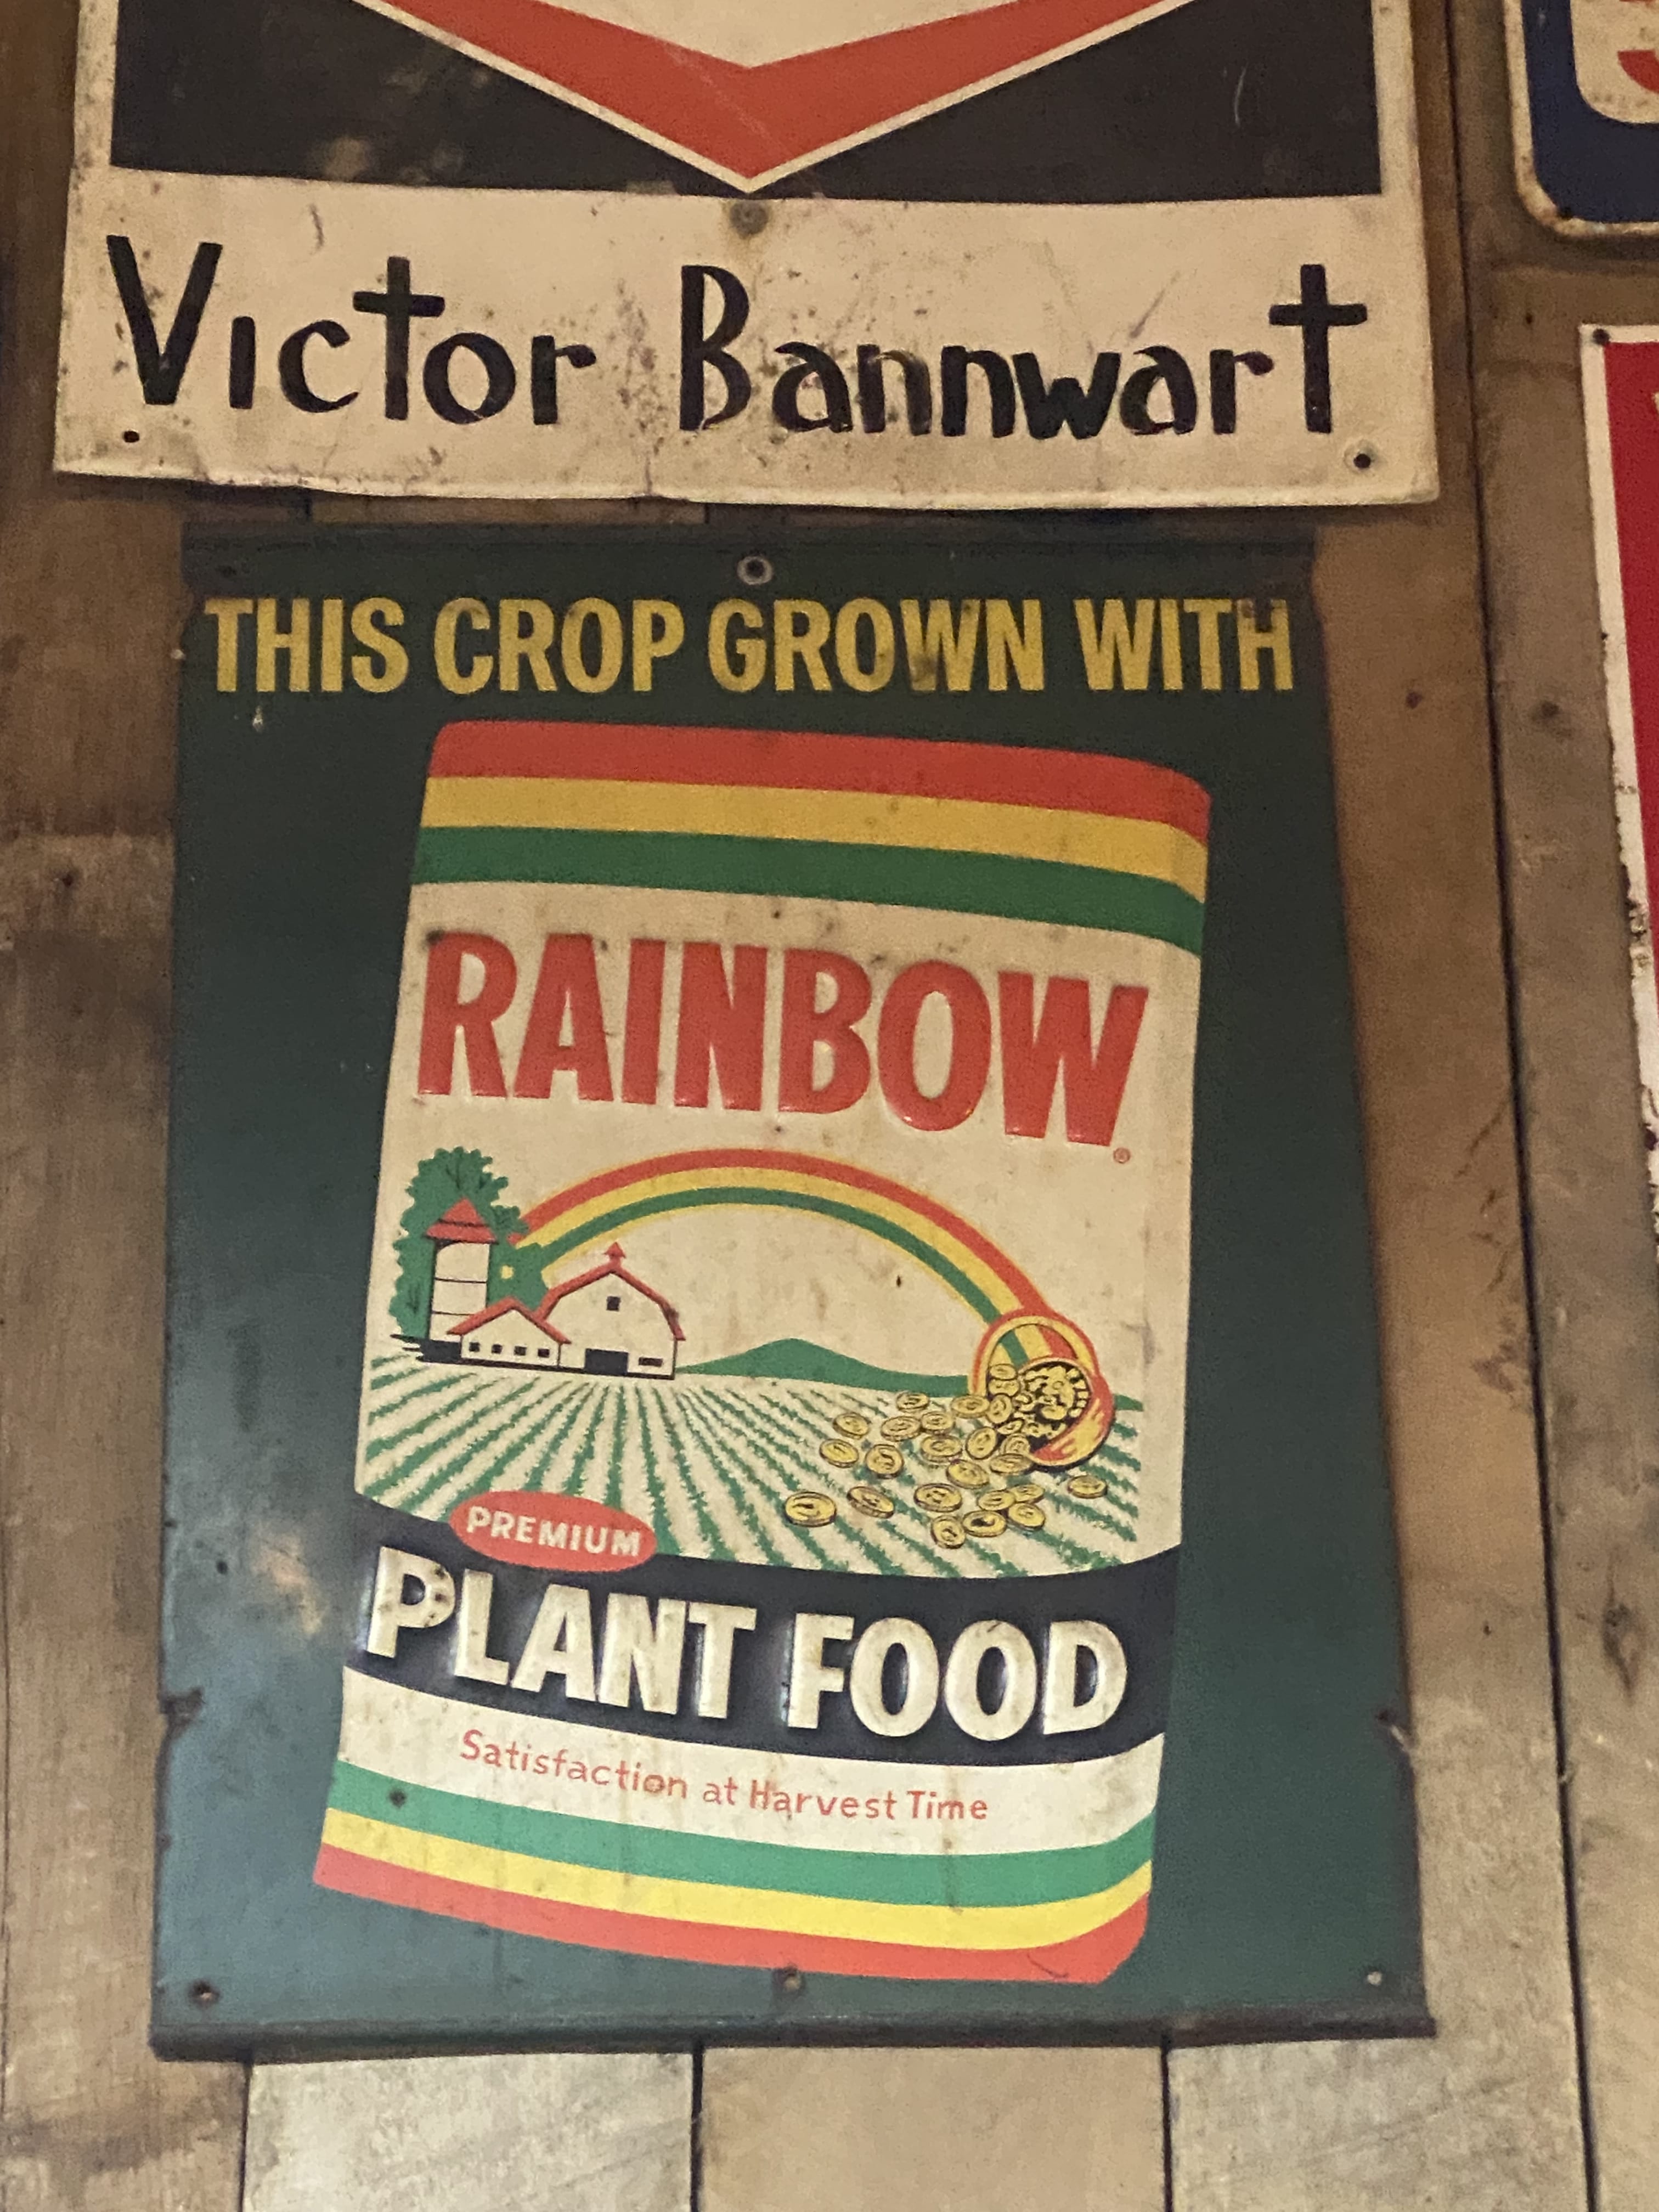 Victor Bannwart
THIS CROP GROWN WITH
RAINBOW®
PREMIUM
PLANT FOOD
Satisfaction at Harvest Time